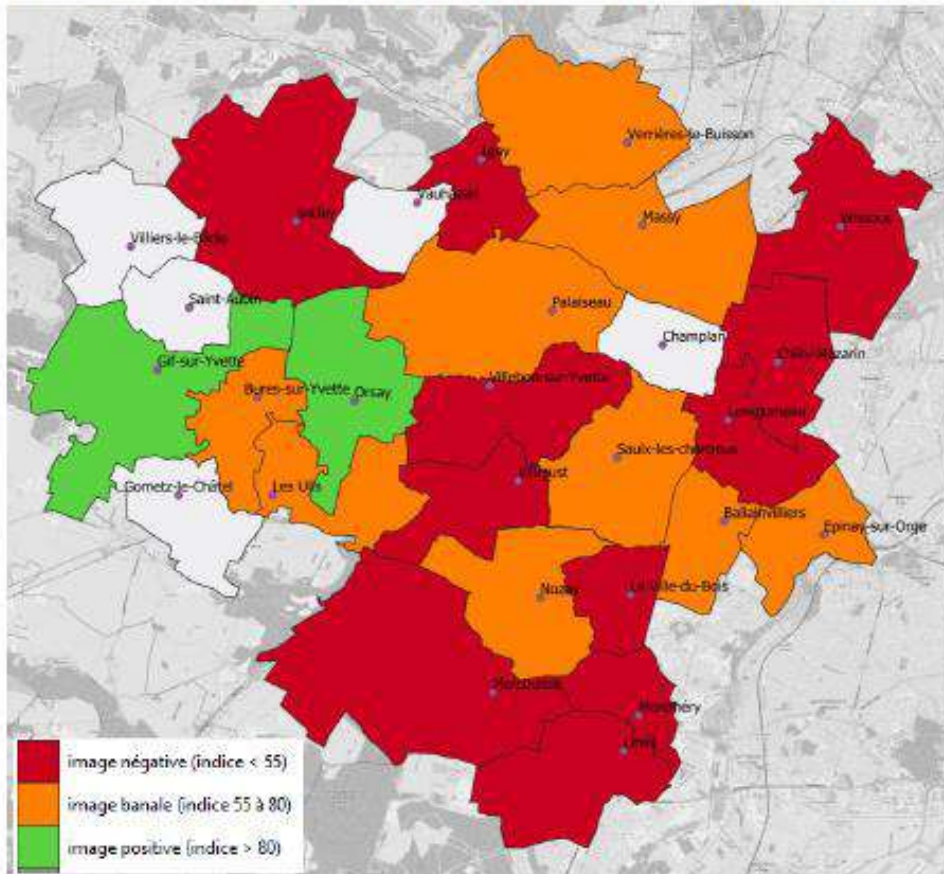 Verrières-le-Buisson
Igny
Vauhallan
Saclay
Massy
Wissous
Villiers-le-Bâcle
Saint-Aubin
Palaiseau
Champlan
Gif-sur-Yvette
Chilly-Mazarin
Villebon-sur-Yvette
Bures-sur-Yvette
Orsay
Longjumeau
Saulx-les-chartreux
Villejust
Gometz-le-Châtel
Les Ulis
Ballainvilliers
Epinay-sur-Orge
Nozay
La Ville-du-Bois
Marcoussis
Montlhéry
Linas
image négative (indice < 55)
image banale (indice 55 à 80)
image positive (indice > 80)